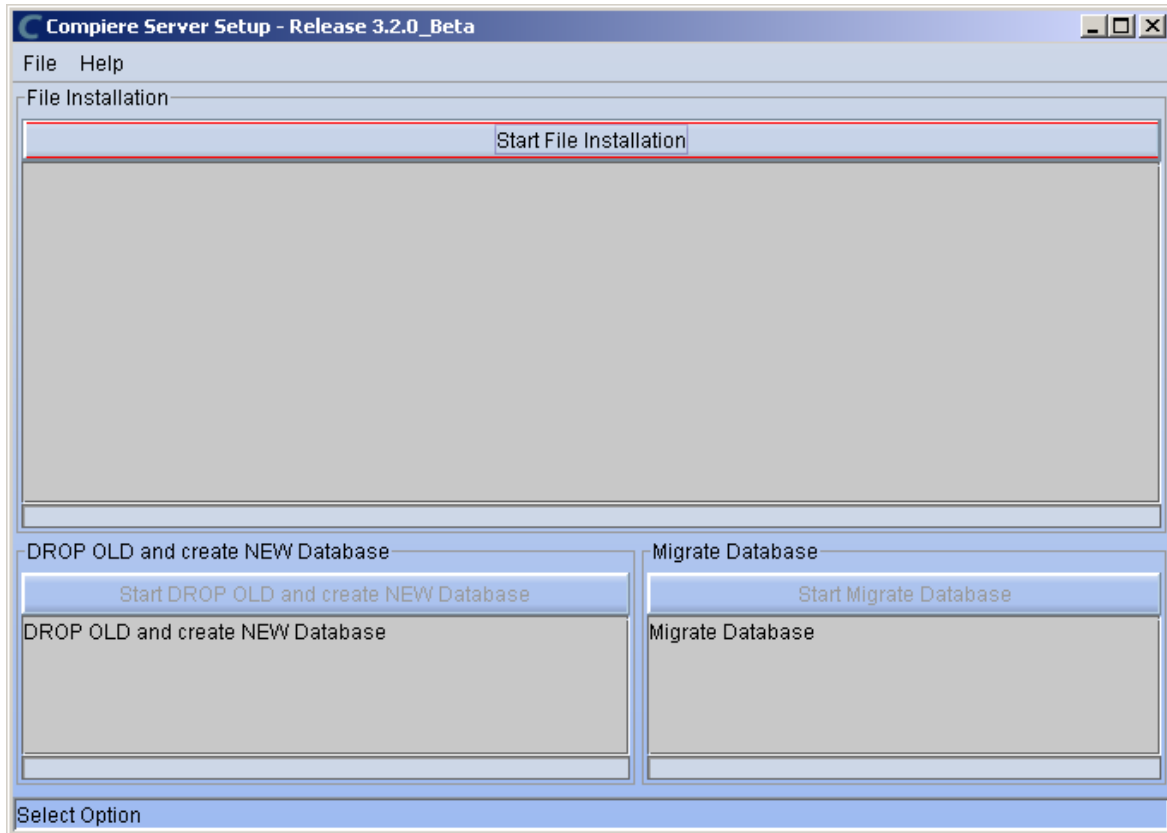 Compiere Server Setup - Release 3.2.0_Beta
File Help
File Installation
Start File Installation
DROP OLD and create NEW Database
Migrate Database
Start DROP OLD and create NEW Database
Start Migrate Database
DROP OLD and create NEW Database
Migrate Database
Select Option